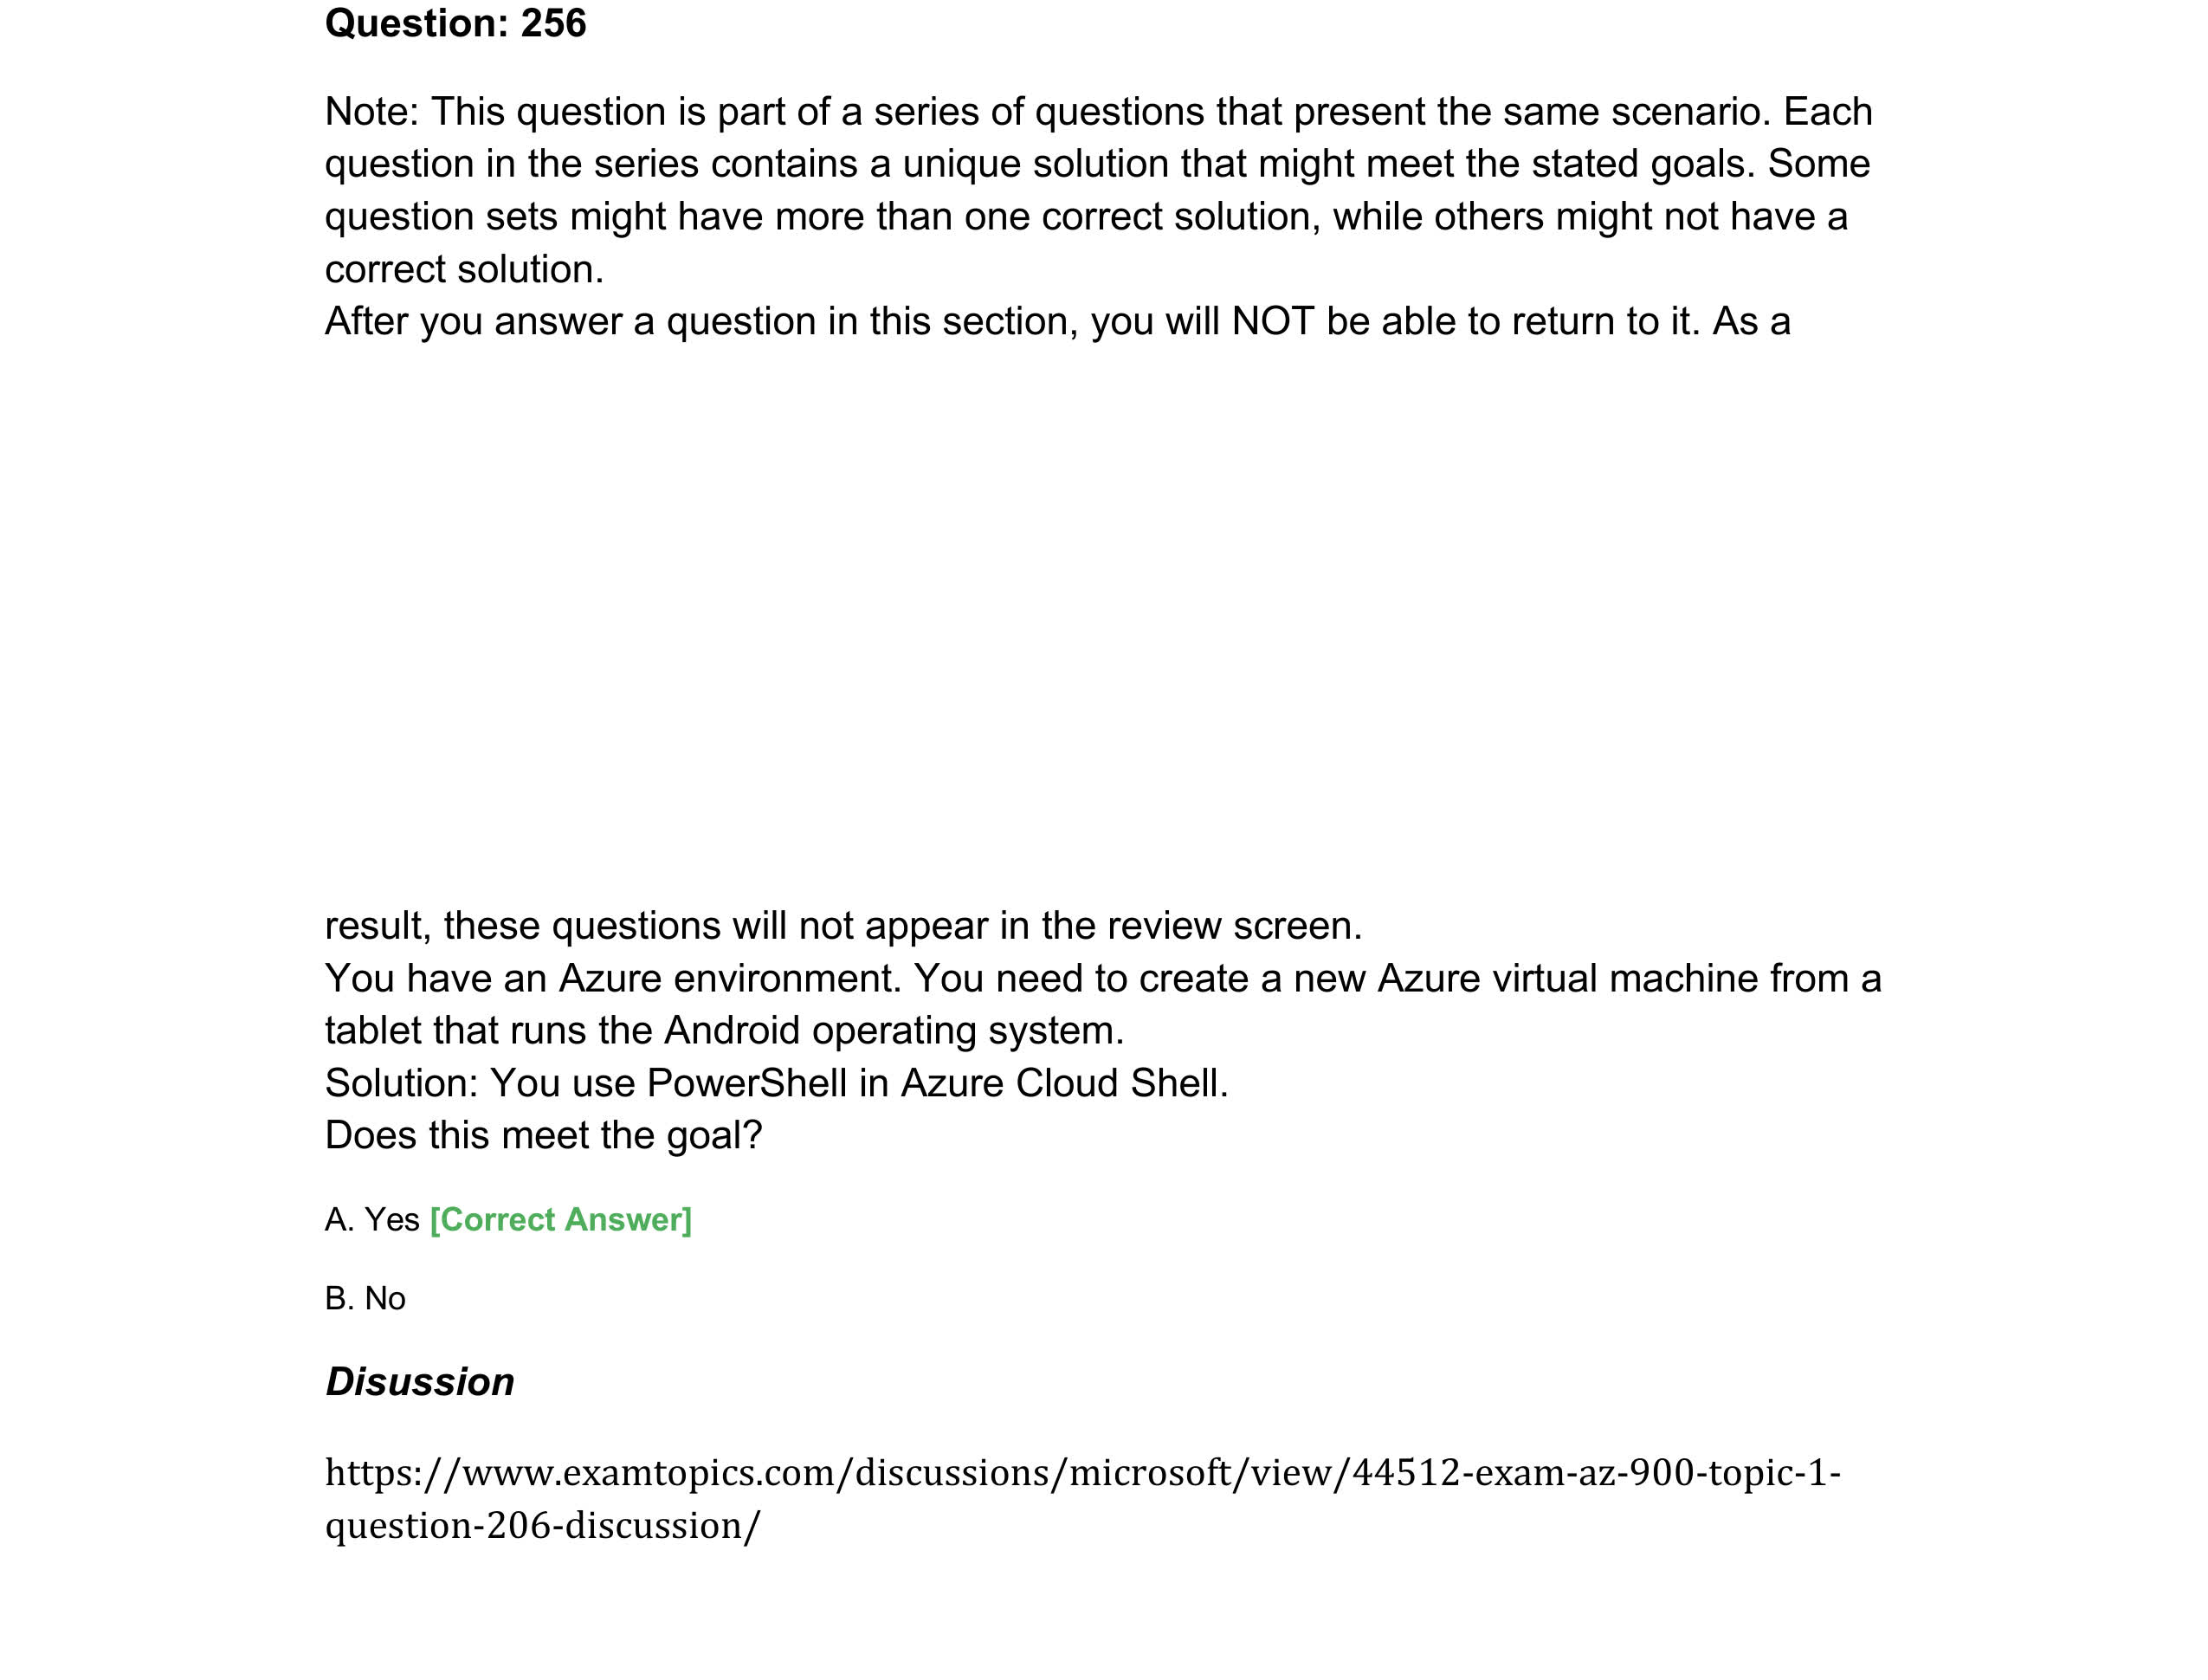 Question: 256
Note: This question is part of a series of questions that present the same scenario. Each
question in the series contains a unique solution that might meet the stated goals. Some
question sets might have more than one correct solution, while others might not have a
correct solution.
After you answer a question in this section, you will NOT be able to return to it. As a
result, these questions will not appear in the review screen.
You have an Azure environment. You need to create a new Azure virtual machine from a
tablet that runs the Android operating system.
Solution: You use PowerShell in Azure Cloud Shell.
Does this meet the goal?
A. Yes [Correct Answer]
B. No
Disussion
https://www.examtopics.com/discussions/microsoft/view/44512-exam-az-900-topic-1-
question-206-discussion/